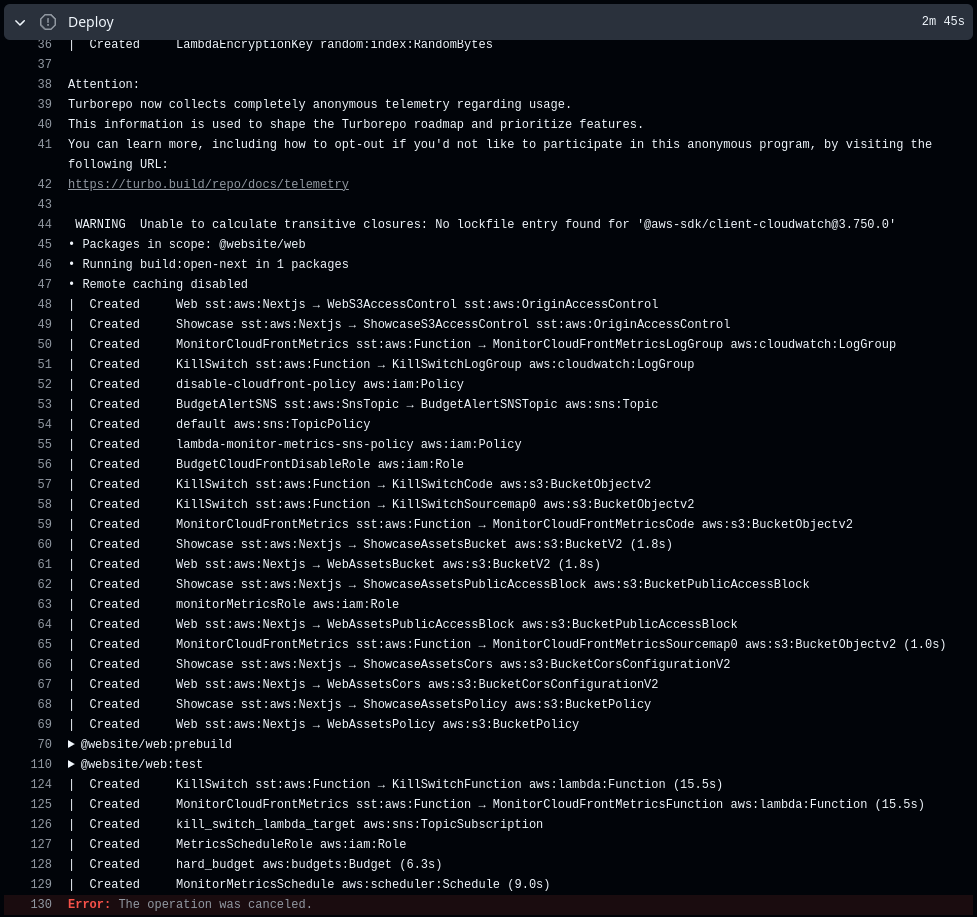 Deploy 2m 45s
36 | Created LambdaEncryptionKey random:index:RandomBytes
37
38 Attention:
39 Turborepo now collects completely anonymous telemetry regarding usage.
40 This information is used to shape the Turborepo roadmap and prioritize features.
41 You can learn more, including how to opt-out if you'd not like to participate in this anonymous program, by visiting the
following URL:
42 https://turbo.build/repo/docs/telemetry
43
44 WARNING Unable to calculate transitive closures: No lockfile entry found for '@aws-sdk/client-cloudwatch@3.750.0'
45 • Packages in scope: @website/web
46 • Running build:open-next in 1 packages
47 • Remote caching disabled
48 | Created Web sst:aws:Nextjs → WebS3AccessControl sst:aws:OriginAccessControl
49 | Created Showcase sst:aws:Nextjs → ShowcaseS3AccessControl sst:aws:OriginAccessControl
50 | Created MonitorCloudFrontMetrics sst:aws:Function → MonitorCloudFrontMetricsLogGroup aws:cloudwatch:LogGroup
51 | Created KillSwitch sst:aws:Function → KillSwitchLogGroup aws:cloudwatch:LogGroup
52 | Created disable-cloudfront-policy aws:iam:Policy
53 | Created BudgetAlertSNS sst:aws:SnsTopic → BudgetAlertSNSTopic aws:sns:Topic
54 | Created default aws:sns:TopicPolicy
55 | Created lambda-monitor-metrics-sns-policy aws:iam:Policy
56 | Created BudgetCloudFrontDisableRole aws:iam:Role
57 | Created KillSwitch sst:aws:Function → KillSwitchCode aws:s3:BucketObjectv2
58 | Created KillSwitch sst:aws:Function → KillSwitchSourcemap0 aws:s3:BucketObjectv2
59 | Created MonitorCloudFrontMetrics sst:aws:Function → MonitorCloudFrontMetricsCode aws:s3:BucketObjectv2
60 | Created Showcase sst:aws:Nextjs → ShowcaseAssetsBucket aws:s3:BucketV2 (1.8s)
61 | Created Web sst:aws:Nextjs → WebAssetsBucket aws:s3:BucketV2 (1.8s)
62 | Created Showcase sst:aws:Nextjs → ShowcaseAssetsPublicAccessBlock aws:s3:BucketPublicAccessBlock
63 | Created monitorMetricsRole aws:iam:Role
64 | Created Web sst:aws:Nextjs → WebAssetsPublicAccessBlock aws:s3:BucketPublicAccessBlock
65 | Created MonitorCloudFrontMetrics sst:aws:Function → MonitorCloudFrontMetricsSourcemap0 aws:s3:BucketObjectv2 (1.0s)
66 | Created Showcase sst:aws:Nextjs → ShowcaseAssetsCors aws:s3:BucketCorsConfigurationV2
67 | Created Web sst:aws:Nextjs → WebAssetsCors aws:s3:BucketCorsConfigurationV2
68 | Created Showcase sst:aws:Nextjs → ShowcaseAssetsPolicy aws:s3:BucketPolicy
69 | Created Web sst:aws:Nextjs → WebAssetsPolicy aws:s3:BucketPolicy
70 ▶ @website/web:prebuild
110 ▶ @website/web:test
124 | Created KillSwitch sst:aws:Function → KillSwitchFunction aws:lambda:Function (15.5s)
125 | Created MonitorCloudFrontMetrics sst:aws:Function → MonitorCloudFrontMetricsFunction aws:lambda:Function (15.5s)
126 | Created kill_switch_lambda_target aws:sns:TopicSubscription
127 | Created MetricsScheduleRole aws:iam:Role
128 | Created hard_budget aws:budgets:Budget (6.3s)
129 | Created MonitorMetricsSchedule aws:scheduler:Schedule (9.0s)
130 Error: The operation was canceled.